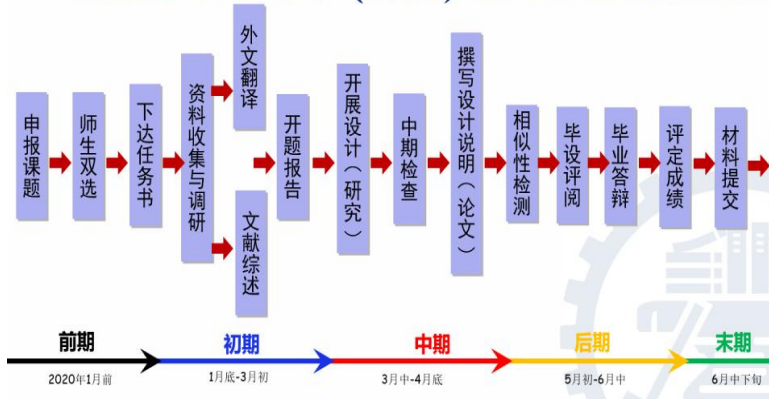 申报课题
师生双选
下达任务书
资料收集与调研
外文翻译
文献综述
开题报告
开展设计（研究）
中期检查
撰写设计说明（论文）
相似性检测
毕设评阅
毕业答辩
评定成绩
材料提交
前期
初期
中期
后期
末期
2020年1月前
1月底-3月初
3月中-4月底
5月初-6月中
6月中下旬